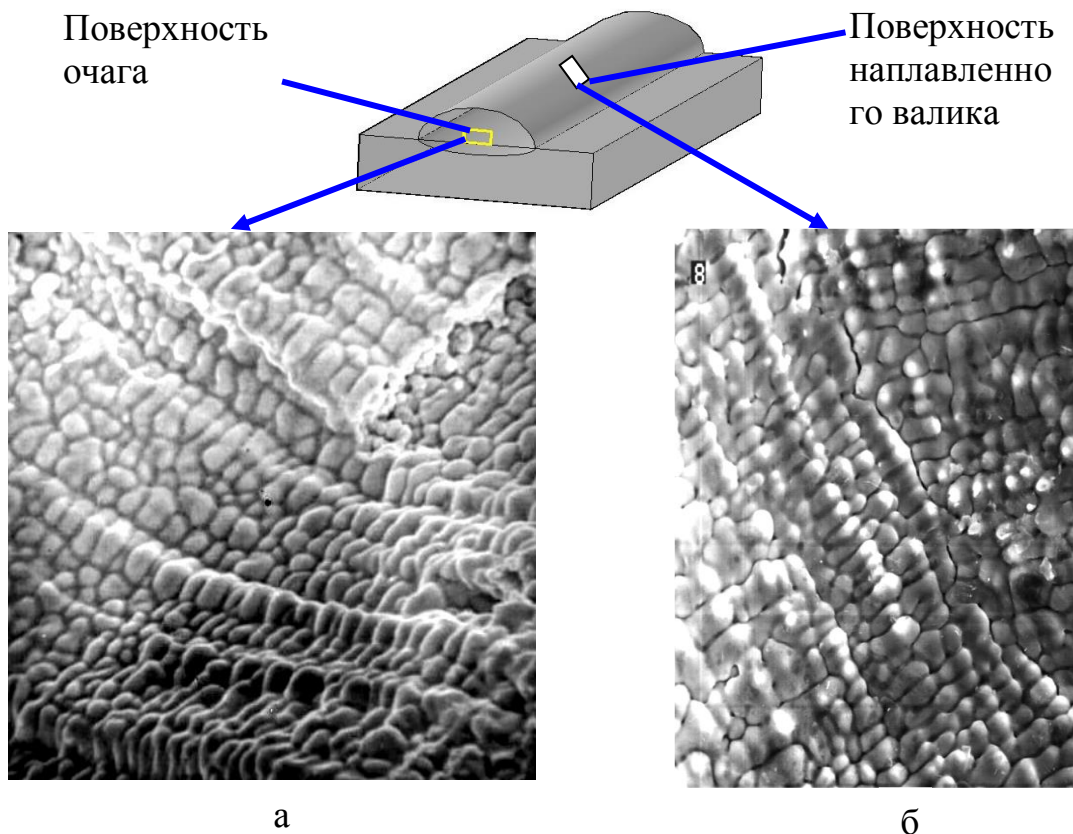 Поверхность
очага
Поверхность
наплавленно
го валика
8
а
б